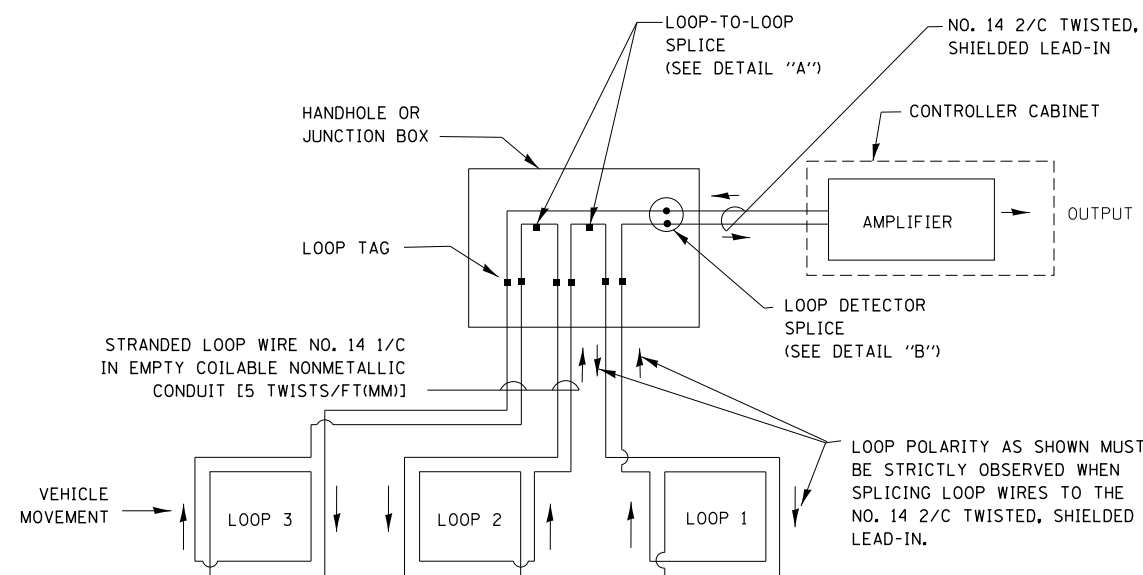 LOOP-TO-LOOP
SPLICE
(SEE DETAIL "A")
NO. 14 2/C TWISTED,
SHIELDED LEAD-IN
HANDHOLE OR
JUNCTION BOX
CONTROLLER CABINET
AMPLIFIER
OUTPUT
LOOP TAG
LOOP DETECTOR
SPLICE
(SEE DETAIL "B")
STRANDED LOOP WIRE NO. 14 1/C
IN EMPTY COILABLE NONMETALLIC
CONDUIT [5 TWISTS/FT(MM)]
LOOP POLARITY AS SHOWN MUST
BE STRICTLY OBSERVED WHEN
SPLICING LOOP WIRES TO THE
NO. 14 2/C TWISTED, SHIELDED
LEAD-IN.
VEHICLE
MOVEMENT
LOOP 3
LOOP 2
LOOP 1